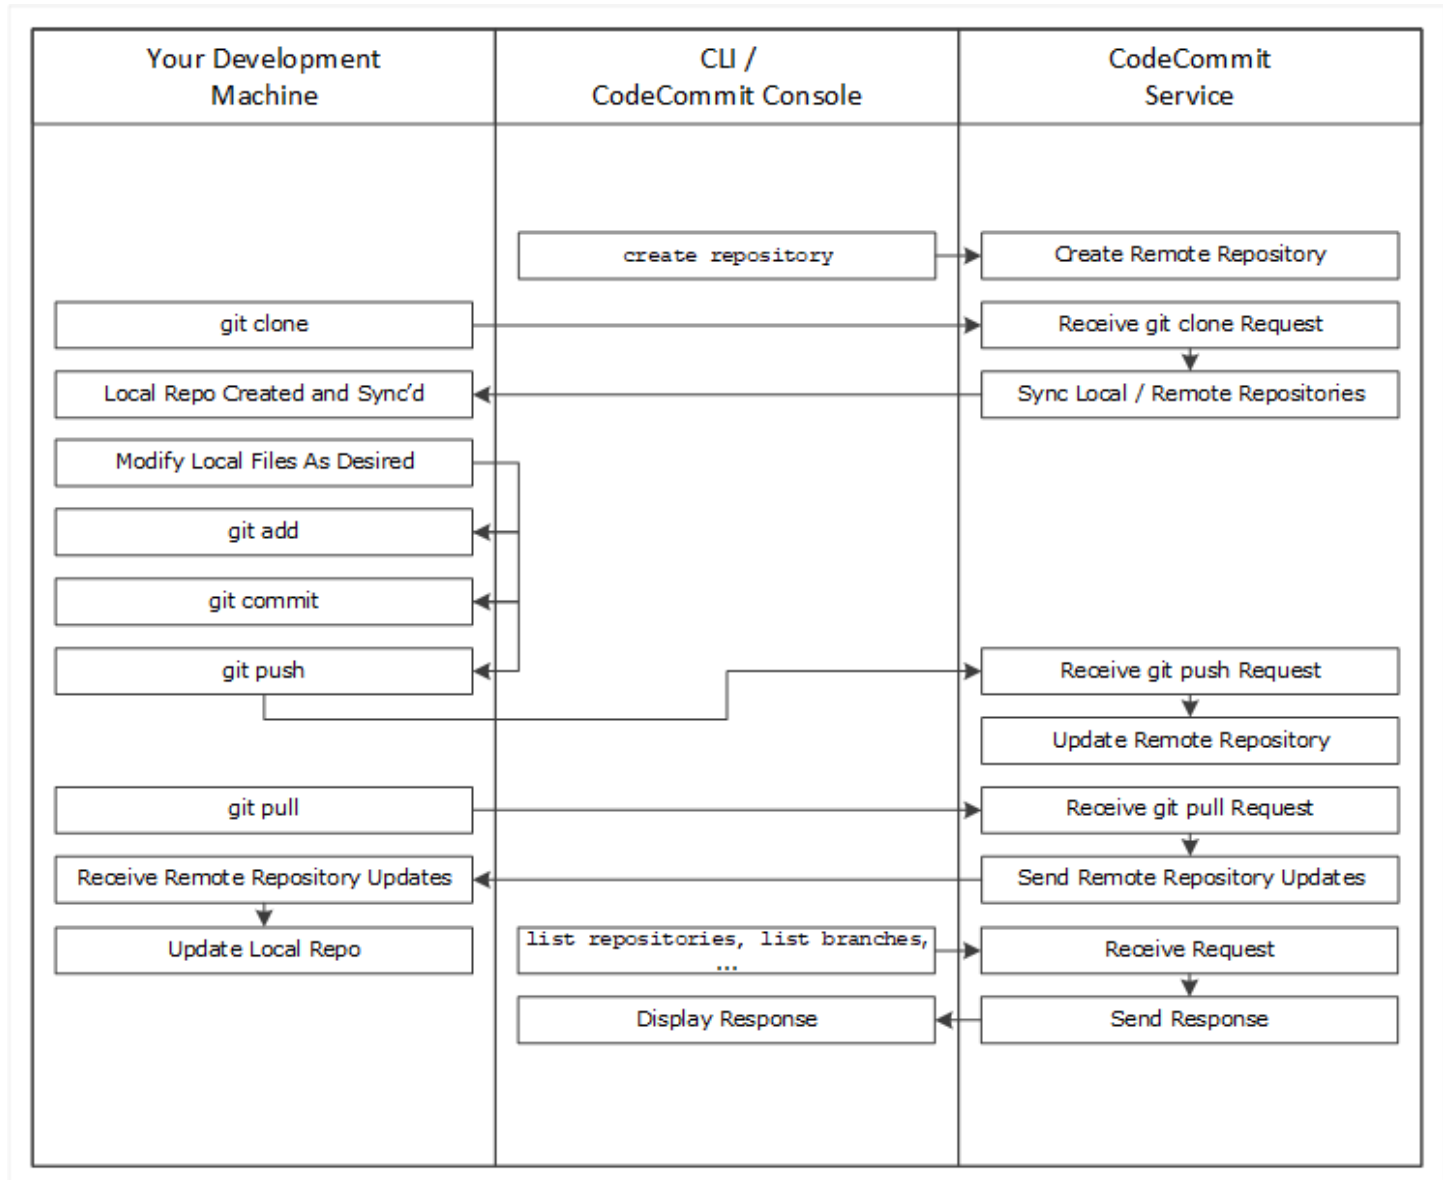 Your Development
Machine
CLI /
CodeCommit Console
CodeCommit
Service
create repository
Create Remote Repository
git clone
Receive git clone Request
Local Repo Created and Sync’d
Sync Local / Remote Repositories
Modify Local Files As Desired
git add
git commit
git push
Receive git push Request
Update Remote Repository
git pull
Receive git pull Request
Receive Remote Repository Updates
Send Remote Repository Updates
Update Local Repo
list repositories, list branches,
...
Receive Request
Display Response
Send Response